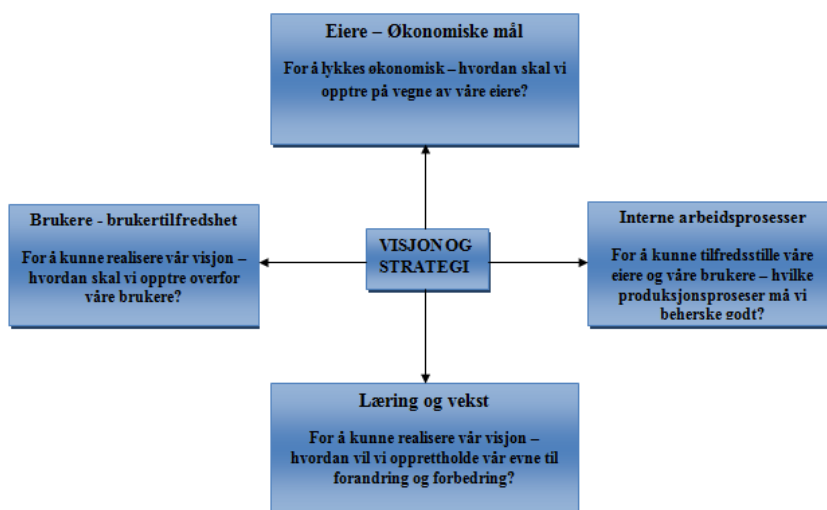 Eiere – Økonomiske mål
For å lykkes økonomisk – hvordan skal vi
opptre på vegne av våre eiere?
Brukere - brukertilfredshet
For å kunne realisere vår visjon –
hvordan skal vi opptre overfor
våre brukere?
VISJON OG
STRATEGI
Interne arbeidsprosesser
For å kunne tilfredsstille våre
eiere og våre brukere – hvilke
produksjonsproseser må vi
beherske godt?
Læring og vekst
For å kunne realisere vår visjon –
hvordan vil vi opprettholde vår evne til
forandring og forbedring?